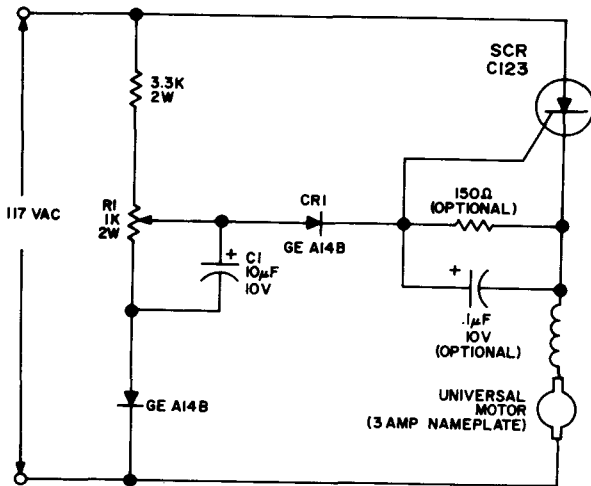 SCR
C123
3.3K
2W
117 VAC
R1
1K
2W
CR1
GE A14B
150Ω
(OPTIONAL)
+
C1
10μF
10V
+
.1μF
10V
(OPTIONAL)
GE A14B
UNIVERSAL
MOTOR
(3 AMP NAMEPLATE)